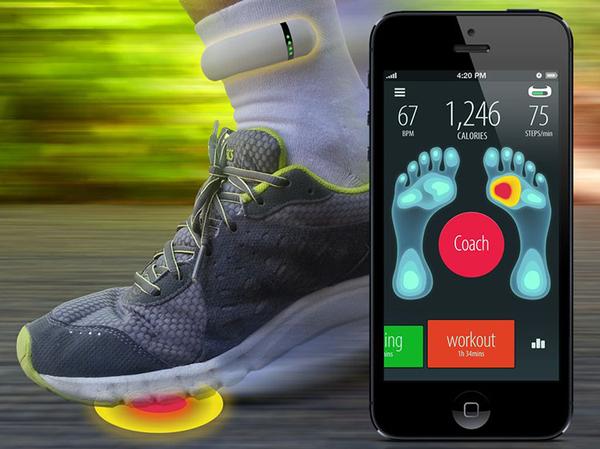 4:20 PM
67
BPM
1,246
CALORIES
75
STEPS/min
Coach
ing
workout
1h 34mins